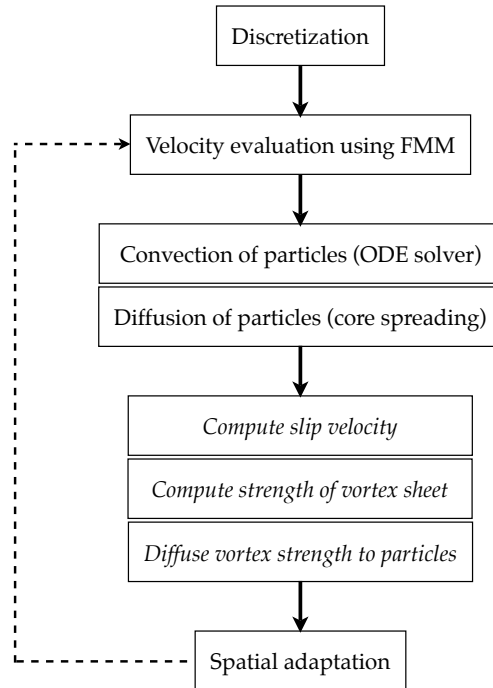 Discretization
Velocity evaluation using FMM
Convection of particles (ODE solver)
Diffusion of particles (core spreading)
Compute slip velocity
Compute strength of vortex sheet
Diffuse vortex strength to particles
Spatial adaptation